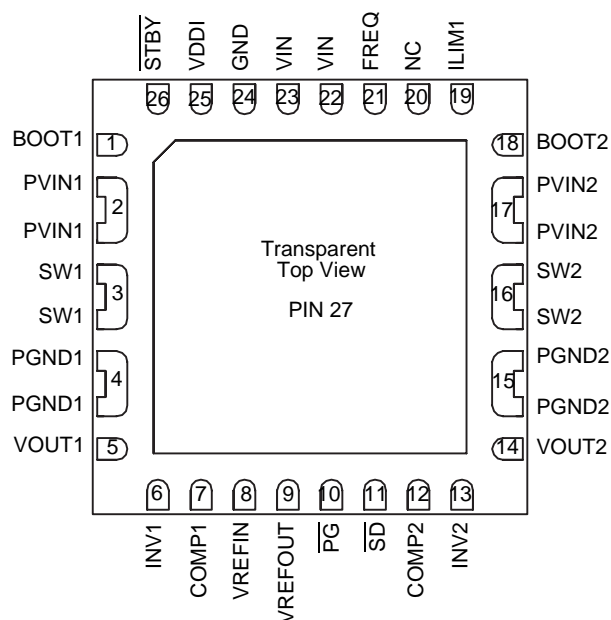 STBY
VDDI
GND
VIN
VIN
FREQ
NC
ILIM1
26
25
24
23
22
21
20
19
BOOT1
1
18
BOOT2
PVIN1
PVIN2
2
17
PVIN1
PVIN2
Transparent
Top View
SW1
SW2
3
16
PIN 27
SW1
SW2
PGND1
PGND2
4
15
PGND1
PGND2
VOUT1
5
14
VOUT2
6
7
8
9
10
11
12
13
INV1
COMP1
VREFIN
VREFOUT
PG
SD
COMP2
INV2